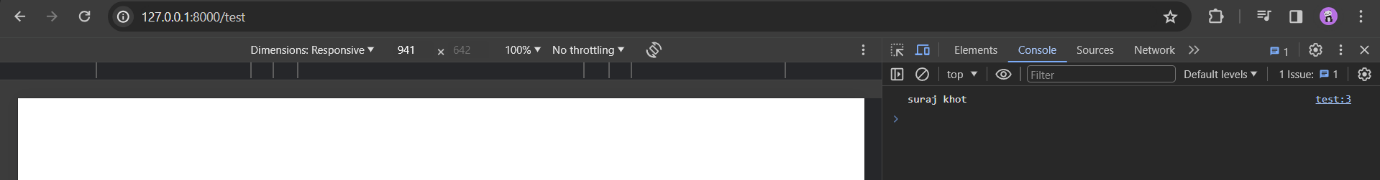 127.0.0.1:8000/test
Dimensions: Responsive ▼ 941 × 642 100% ▼ No throttling ▼
Elements Console Sources Network 1
top ▼ Filter Default levels ▼ 1 Issue: 1
suraj khot test:3